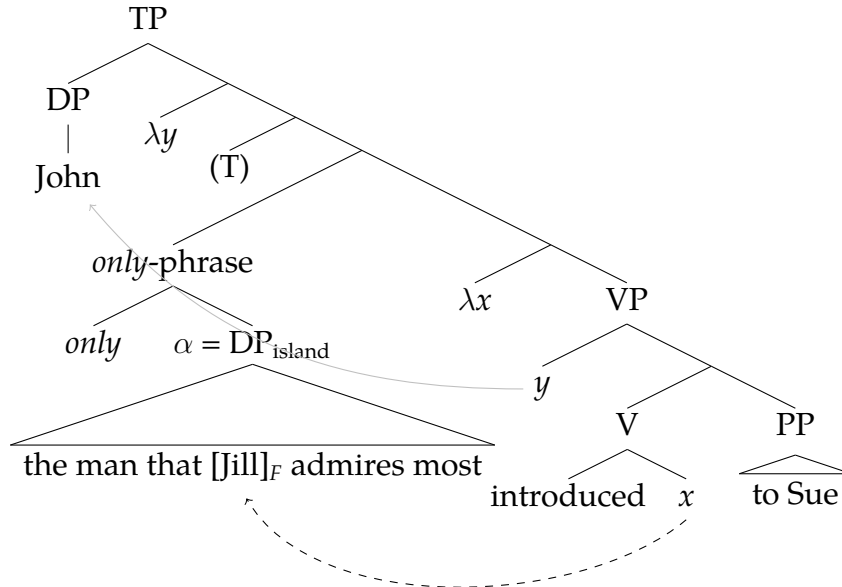 TP
DP
λy
(T)
John
only-phrase
λx
VP
only
α = DP_island
y
V
PP
the man that [Jill]_F admires most
introduced
x
to Sue